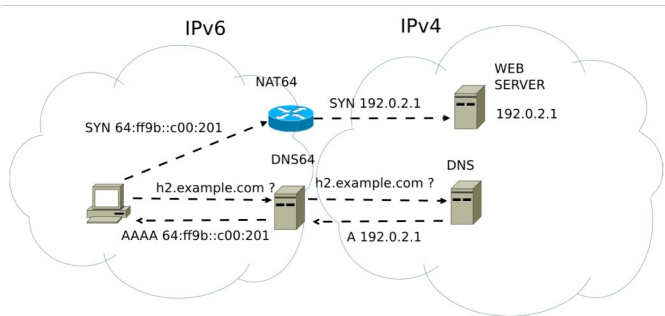 IPv6
IPv4
NAT64
WEB
SERVER
SYN 192.0.2.1
192.0.2.1
SYN 64:ff9b::c00:201
DNS64
DNS
h2.example.com ?
h2.example.com ?
AAAA 64:ff9b::c00:201
A 192.0.2.1